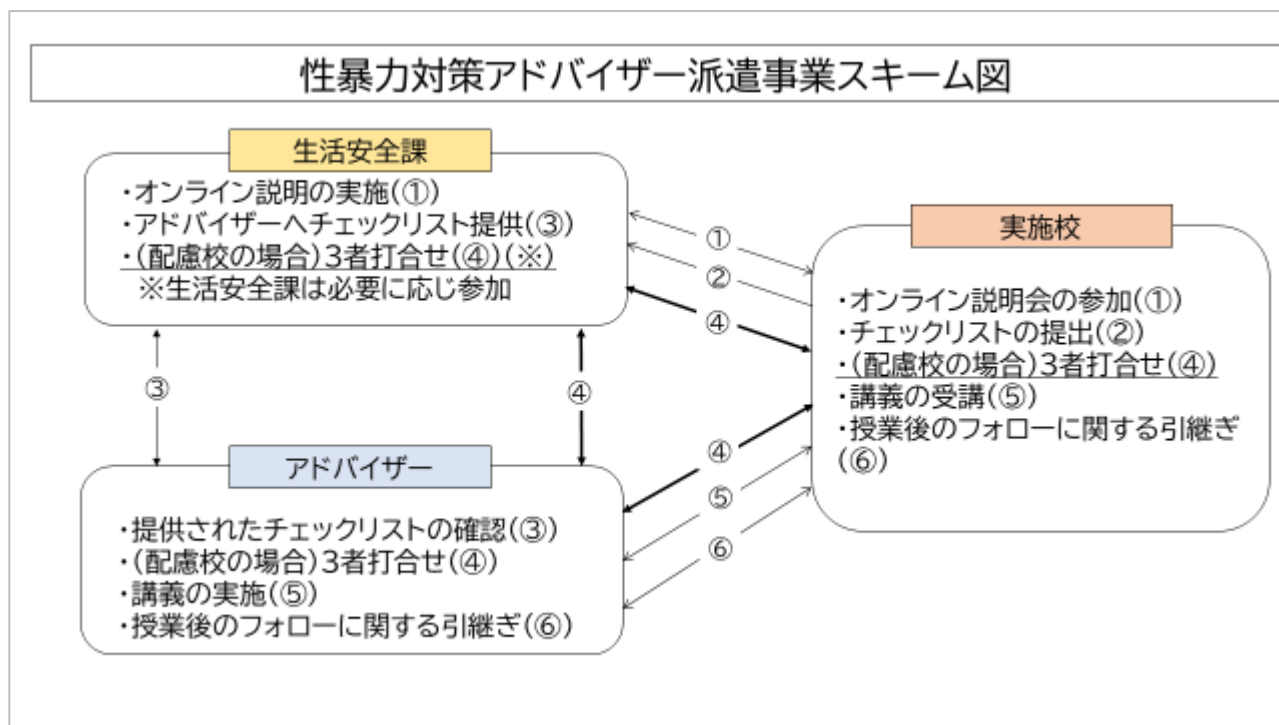 性暴力対策アドバイザー派遣事業スキーム図
生活安全課
・オンライン説明の実施(①)
・アドバイザーへチェックリスト提供(③)
・(配慮校の場合)3者打合せ(④)(※)
※生活安全課は必要に応じ参加
①
②
④
③
④
④
⑤
⑥
実施校
・オンライン説明会の参加(①)
・チェックリストの提出(②)
・(配慮校の場合)3者打合せ(④)
・講義の受講(⑤)
・授業後のフォローに関する引継ぎ
(⑥)
アドバイザー
・提供されたチェックリストの確認(③)
・(配慮校の場合)3者打合せ(④)
・講義の実施(⑤)
・授業後のフォローに関する引継ぎ(⑥)